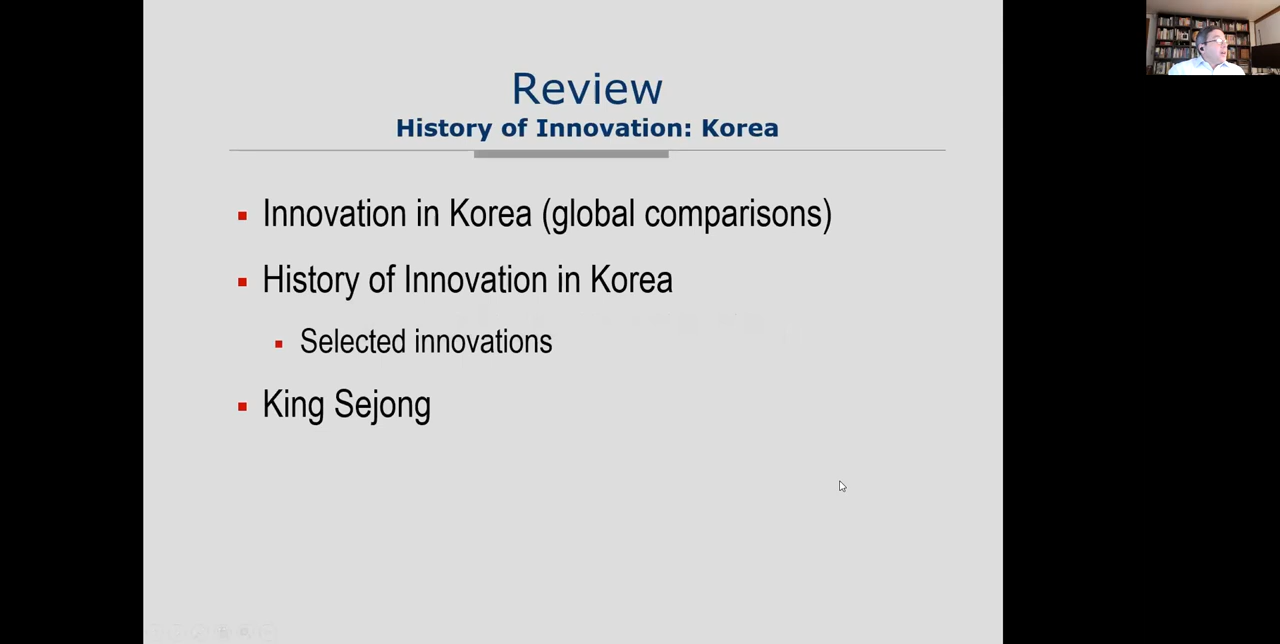 Review
History of Innovation: Korea
Innovation in Korea (global comparisons)
History of Innovation in Korea
Selected innovations
King Sejong